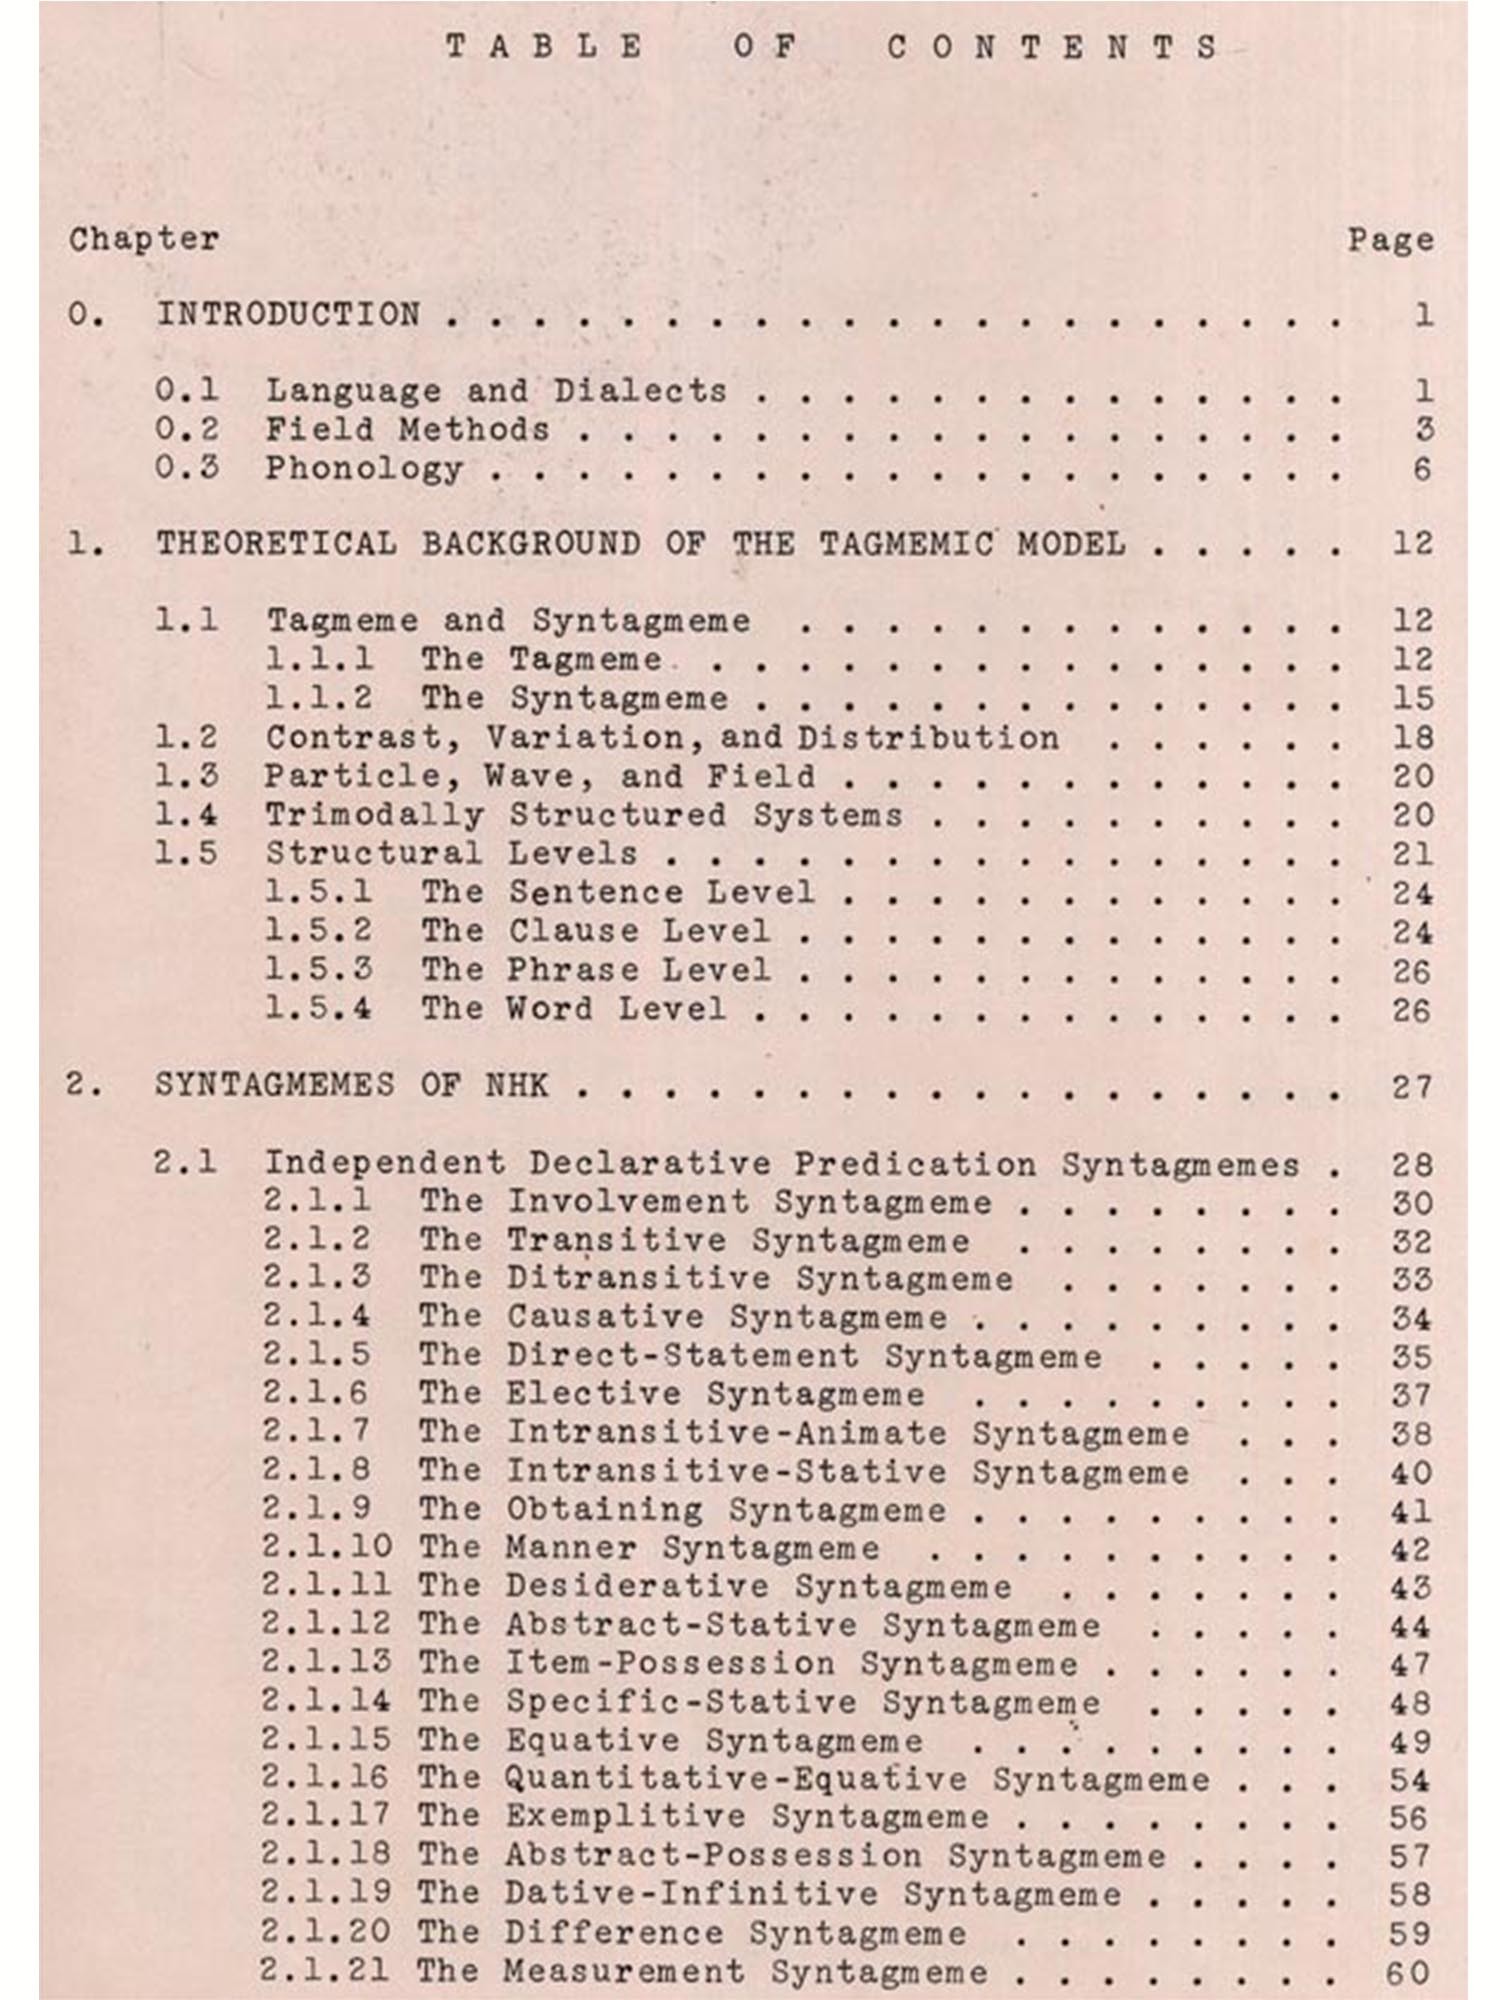 TABLE OF CONTENTS
Chapter Page
0. INTRODUCTION . . . . . . . . . . . . . . . . . . . . . 1
0.1 Language and Dialects . . . . . . . . . . . . . . 1
0.2 Field Methods . . . . . . . . . . . . . . . . . . 3
0.3 Phonology . . . . . . . . . . . . . . . . . . . . 6
1. THEORETICAL BACKGROUND OF THE TAGMEMIC MODEL . . . . . 12
1.1 Tagmeme and Syntagmeme . . . . . . . . . . . . . 12
1.1.1 The Tagmeme . . . . . . . . . . . . . . . 12
1.1.2 The Syntagmeme . . . . . . . . . . . . . . 15
1.2 Contrast, Variation, and Distribution . . . . . . 18
1.3 Particle, Wave, and Field . . . . . . . . . . . . 20
1.4 Trimodally Structured Systems . . . . . . . . . . 20
1.5 Structural Levels . . . . . . . . . . . . . . . . 21
1.5.1 The Sentence Level . . . . . . . . . . . . 24
1.5.2 The Clause Level . . . . . . . . . . . . . 24
1.5.3 The Phrase Level . . . . . . . . . . . . . 26
1.5.4 The Word Level . . . . . . . . . . . . . . 26
2. SYNTAGMEMES OF NHK . . . . . . . . . . . . . . . . . . 27
2.1 Independent Declarative Predication Syntagmemes . 28
2.1.1 The Involvement Syntagmeme . . . . . . . . 30
2.1.2 The Transitive Syntagmeme . . . . . . . . 32
2.1.3 The Ditransitive Syntagmeme . . . . . . . 33
2.1.4 The Causative Syntagmeme . . . . . . . . . 34
2.1.5 The Direct-Statement Syntagmeme . . . . . 35
2.1.6 The Elective Syntagmeme . . . . . . . . . 37
2.1.7 The Intransitive-Animate Syntagmeme . . . 38
2.1.8 The Intransitive-Stative Syntagmeme . . . 40
2.1.9 The Obtaining Syntagmeme . . . . . . . . . 41
2.1.10 The Manner Syntagmeme . . . . . . . . . . 42
2.1.11 The Desiderative Syntagmeme . . . . . . . 43
2.1.12 The Abstract-Stative Syntagmeme . . . . . 44
2.1.13 The Item-Possession Syntagmeme . . . . . . 47
2.1.14 The Specific-Stative Syntagmeme . . . . . 48
2.1.15 The Equative Syntagmeme . . . . . . . . . 49
2.1.16 The Quantitative-Equative Syntagmeme . . . 54
2.1.17 The Exemplitive Syntagmeme . . . . . . . . 56
2.1.18 The Abstract-Possession Syntagmeme . . . . 57
2.1.19 The Dative-Infinitive Syntagmeme . . . . . 58
2.1.20 The Difference Syntagmeme . . . . . . . . 59
2.1.21 The Measurement Syntagmeme . . . . . . . . 60